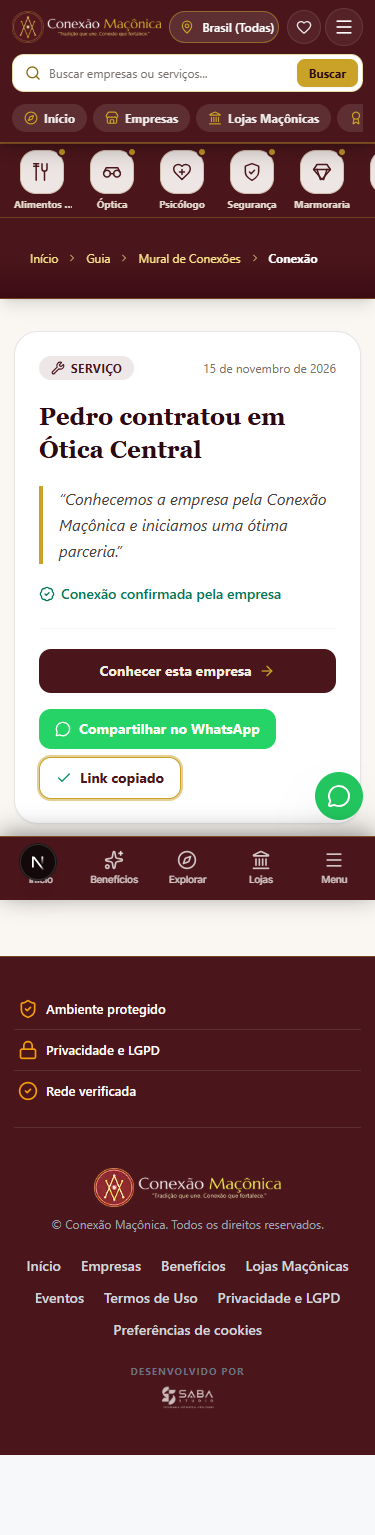 Conexão Maçônica
"Tradição que une. Conexão que fortalece."
Brasil (Todas)
Buscar empresas ou serviços...
Buscar
Início
Empresas
Lojas Maçônicas
Alimentos ...
Óptica
Psicólogo
Segurança
Marmoraria
Início > Guia > Mural de Conexões > Conexão
SERVIÇO
15 de novembro de 2026
Pedro contratou em
Ótica Central
“Conhecemos a empresa pela Conexão
Maçônica e iniciamos uma ótima
parceria.”
Conexão confirmada pela empresa
Conhecer esta empresa →
Compartilhar no WhatsApp
Link copiado
N
Benefícios
Explorar
Lojas
Menu
Ambiente protegido
Privacidade e LGPD
Rede verificada
Conexão Maçônica
"Tradição que une. Conexão que fortalece."
© Conexão Maçônica. Todos os direitos reservados.
Início Empresas Benefícios Lojas Maçônicas
Eventos Termos de Uso Privacidade e LGPD
Preferências de cookies
DESENVOLVIDO POR
SABA
STUDIO